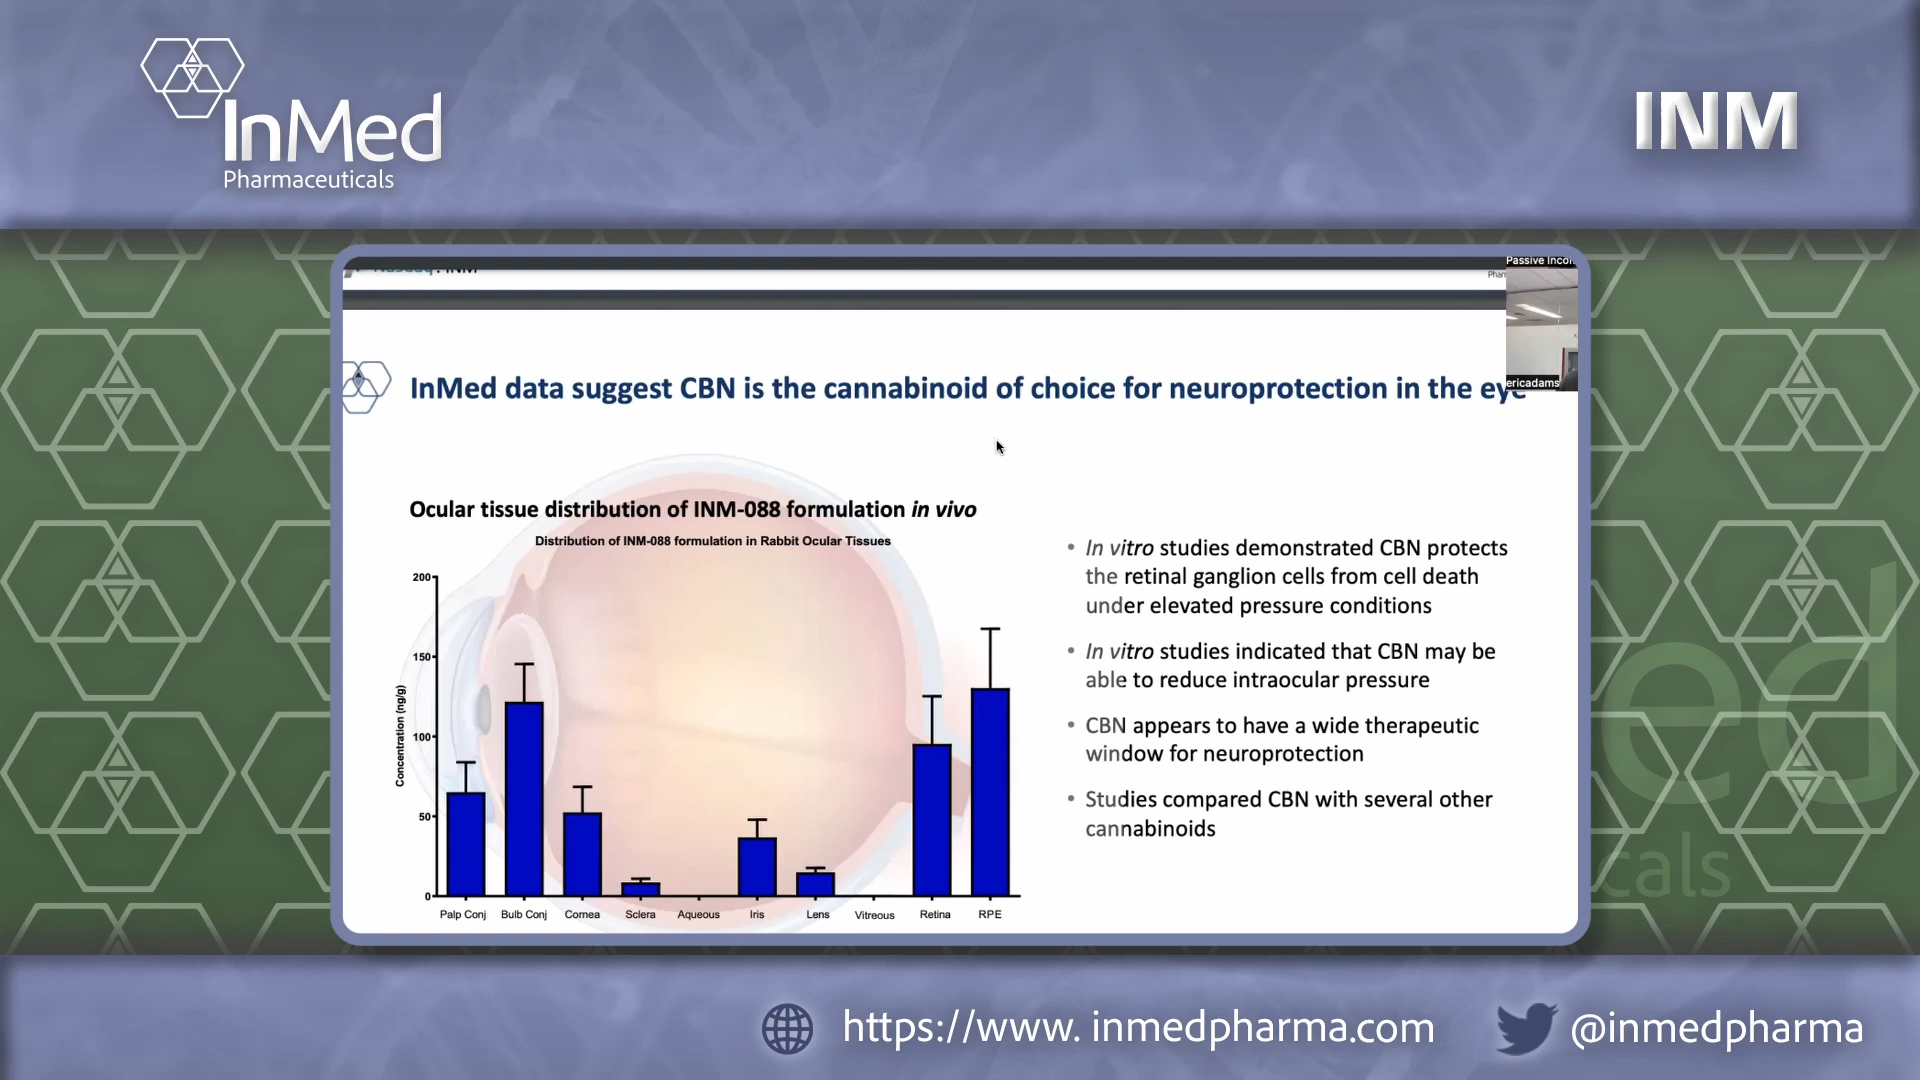 InMed
Pharmaceuticals
INM
Nasdaq : INM
Phar
Passive Incom
ericadams
InMed data suggest CBN is the cannabinoid of choice for neuroprotection in the eye
Ocular tissue distribution of INM-088 formulation in vivo
Distribution of INM-088 formulation in Rabbit Ocular Tissues
Concentration (ng/g)
200
150
100
50
0
Palp Conj Bulb Conj Cornea Sclera Aqueous Iris Lens Vitreous Retina RPE
• In vitro studies demonstrated CBN protects
the retinal ganglion cells from cell death
under elevated pressure conditions
• In vitro studies indicated that CBN may be
able to reduce intraocular pressure
• CBN appears to have a wide therapeutic
window for neuroprotection
• Studies compared CBN with several other
cannabinoids
ed
cals
https://www. inmedpharma.com
@inmedpharma